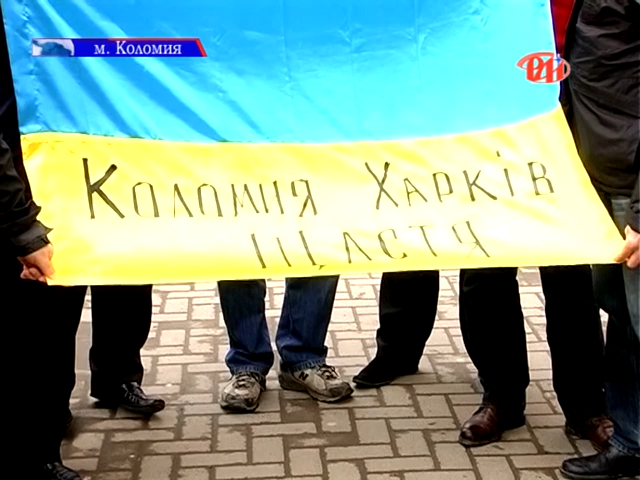 м. Коломия
Коломия Харків
Щастя